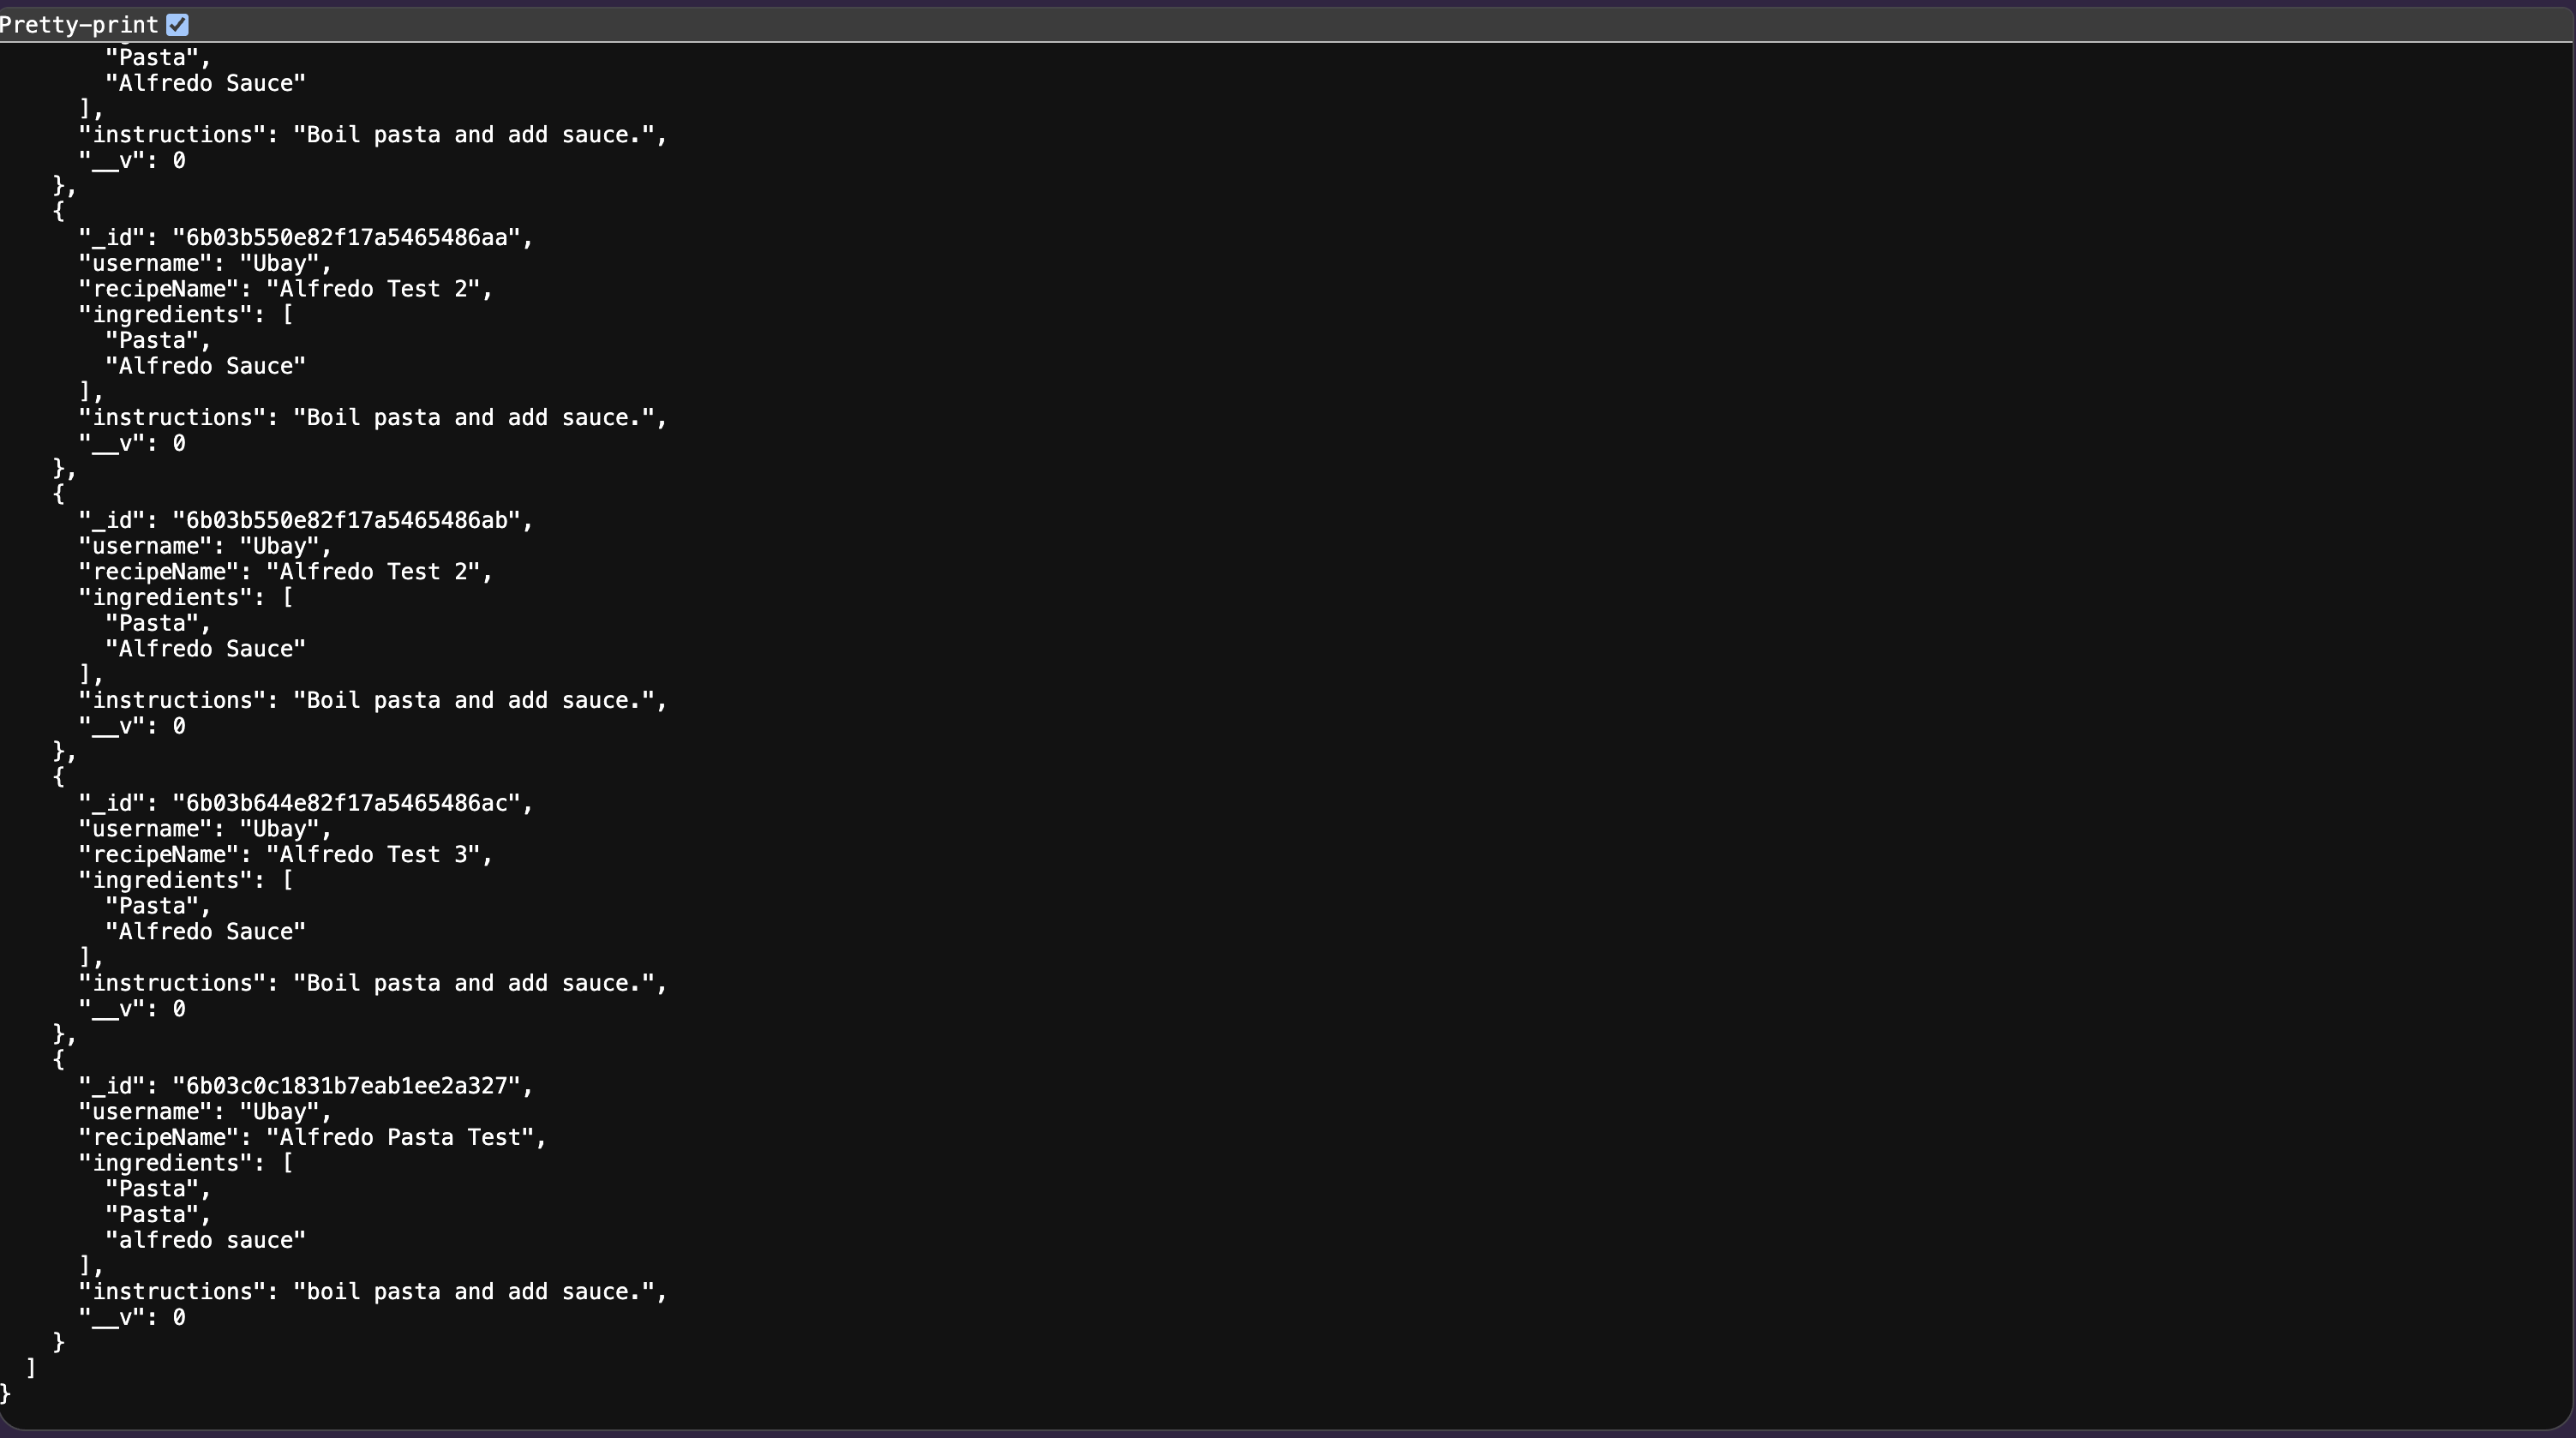 Pretty-print
"Pasta",
"Alfredo Sauce"
],
"instructions": "Boil pasta and add sauce.",
"__v": 0
},
{
"_id": "6b03b550e82f17a5465486aa",
"username": "Ubay",
"recipeName": "Alfredo Test 2",
"ingredients": [
"Pasta",
"Alfredo Sauce"
],
"instructions": "Boil pasta and add sauce.",
"__v": 0
},
{
"_id": "6b03b550e82f17a5465486ab",
"username": "Ubay",
"recipeName": "Alfredo Test 2",
"ingredients": [
"Pasta",
"Alfredo Sauce"
],
"instructions": "Boil pasta and add sauce.",
"__v": 0
},
{
"_id": "6b03b644e82f17a5465486ac",
"username": "Ubay",
"recipeName": "Alfredo Test 3",
"ingredients": [
"Pasta",
"Alfredo Sauce"
],
"instructions": "Boil pasta and add sauce.",
"__v": 0
},
{
"_id": "6b03c0c1831b7eab1ee2a327",
"username": "Ubay",
"recipeName": "Alfredo Pasta Test",
"ingredients": [
"Pasta",
"Pasta",
"alfredo sauce"
],
"instructions": "boil pasta and add sauce.",
"__v": 0
}
]
}